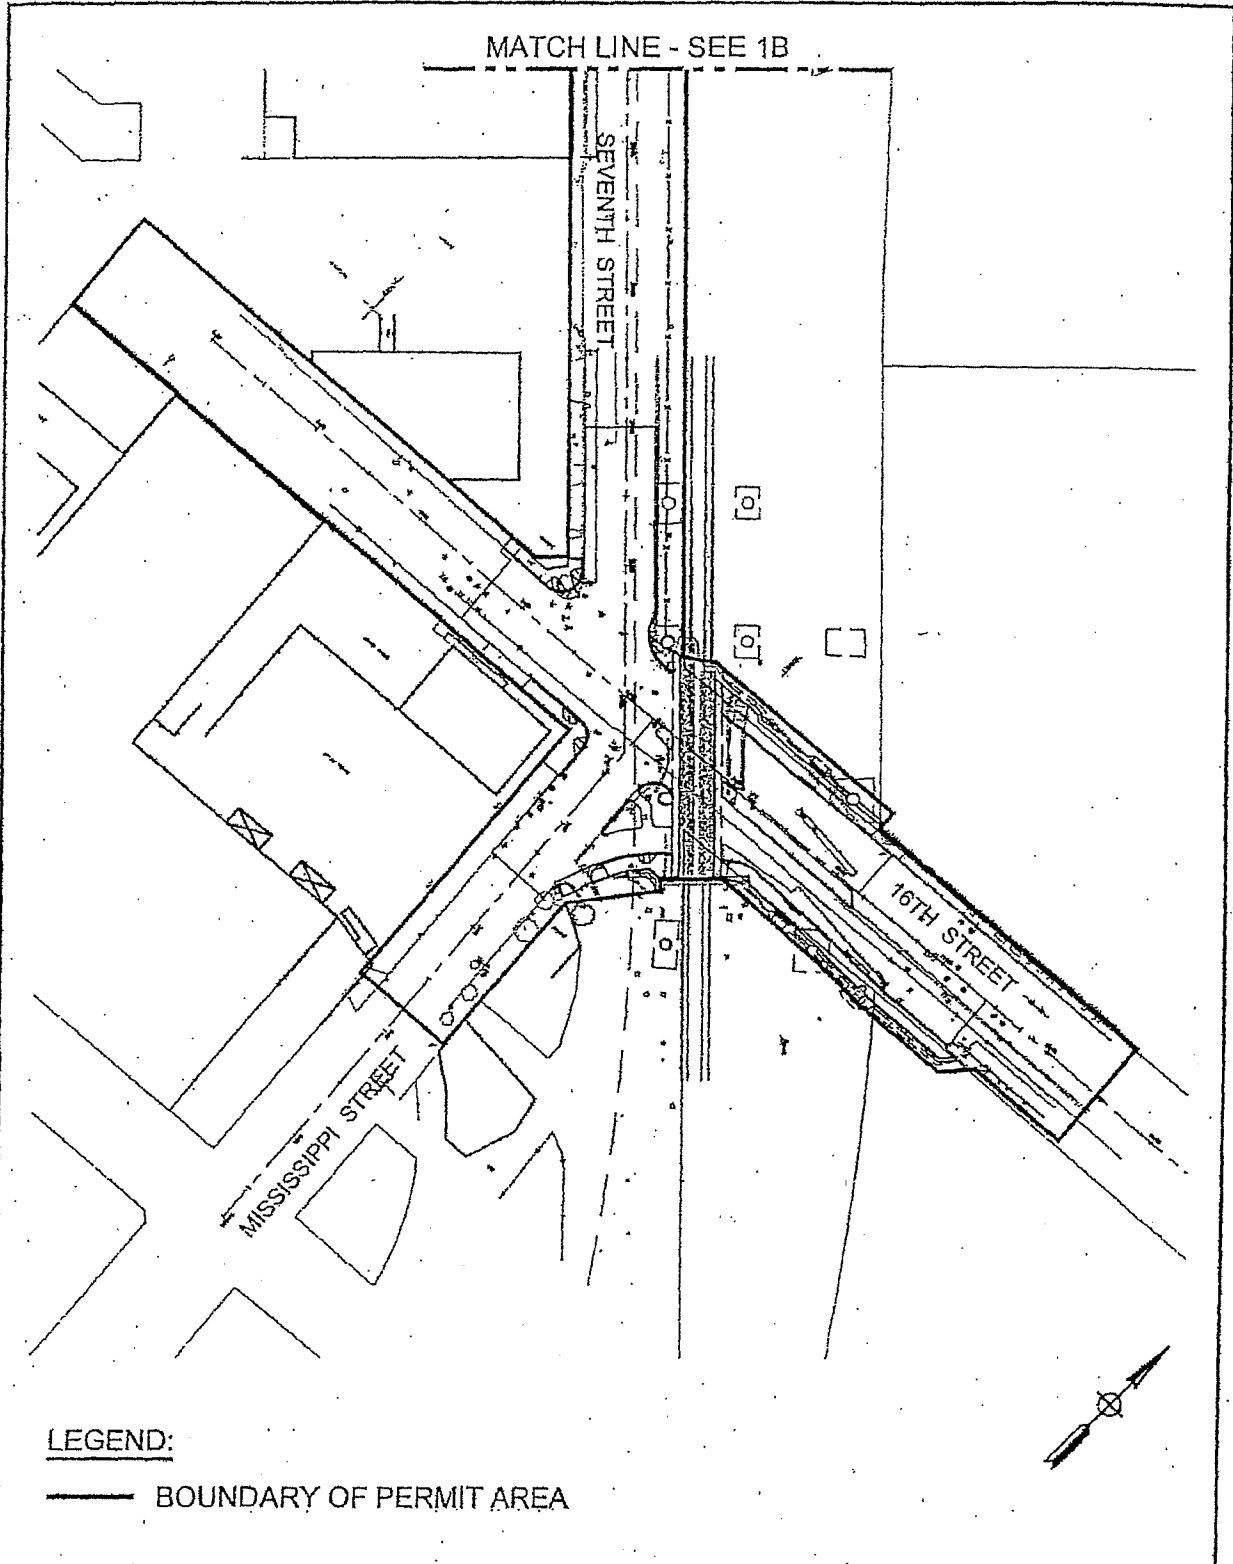 MATCH LINE - SEE 1B
SEVENTH STREET
16TH STREET
MISSISSIPPI STREET
LEGEND:
BOUNDARY OF PERMIT AREA